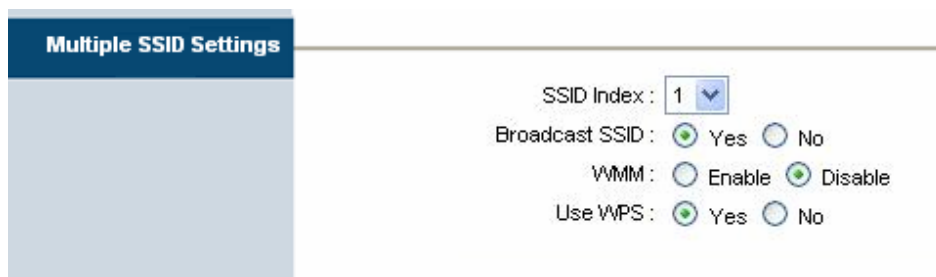 Multiple SSID Settings
SSID Index : 1
Broadcast SSID : Yes No
WMM : Enable Disable
Use WPS : Yes No